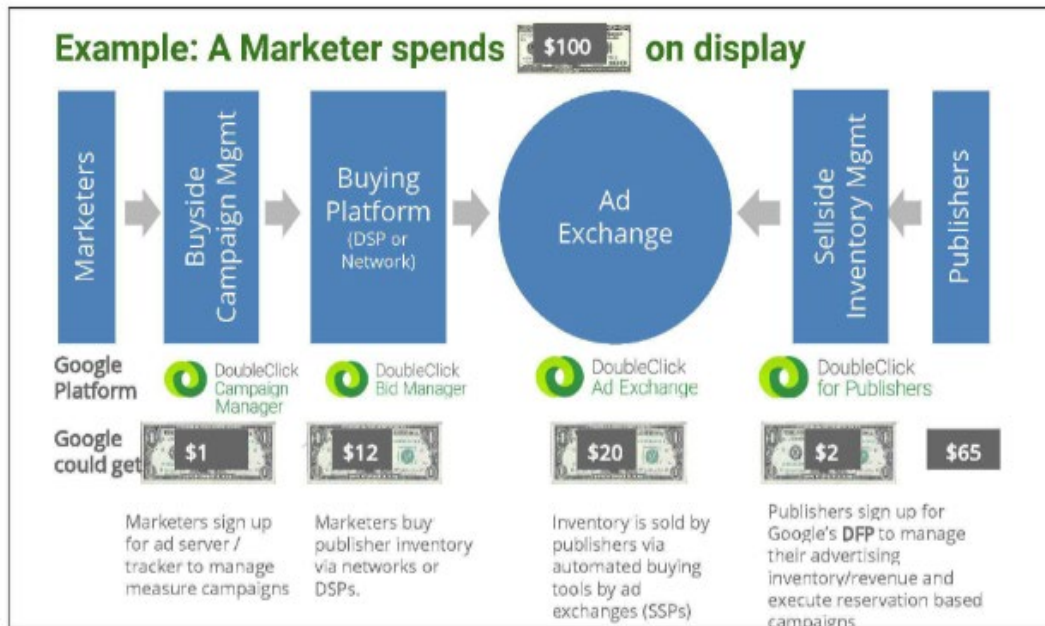 Example: A Marketer spends $100 on display
Marketers
Buyside
Campaign Mgmt
Buying
Platform
(DSP or
Network)
Ad
Exchange
Sellside
Inventory Mgmt
Publishers
Google
Platform
DoubleClick
Campaign
Manager
DoubleClick
Bid Manager
DoubleClick
Ad Exchange
DoubleClick
for Publishers
Google
could get
$1
$12
$20
$2
$65
Marketers sign up
for ad server /
tracker to manage
measure campaigns
Marketers buy
publisher inventory
via networks or
DSPs.
Inventory is sold by
publishers via
automated buying
tools by ad
exchanges (SSPs)
Publishers sign up for
Google's DFP to manage
their advertising
inventory/revenue and
execute reservation based
campaigns